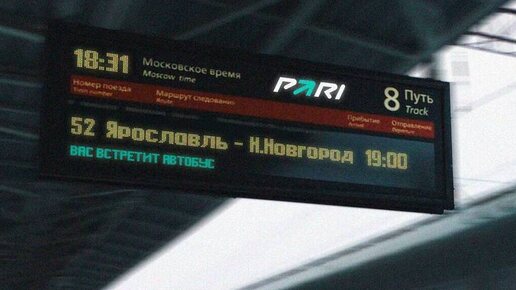 18:31 Московское время
Moscow time
PARI
8 Путь
Track
Номер поезда
Train number
Маршрут следования
Route
Прибытие
Arrival
Отправление
Departure
52 Ярославль - Н.Новгород 19:00
ВАС ВСТРЕТИТ АВТОБУС